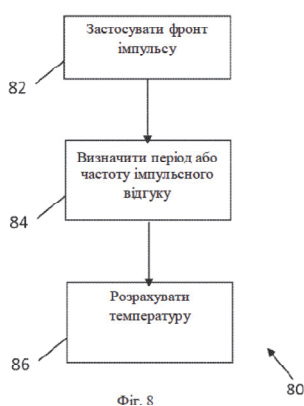 Застосувати фронт
імпульсу
82
Визначити період або
частоту імпульсного
відгуку
84
Розрахувати
температуру
86
80
Фіг. 8